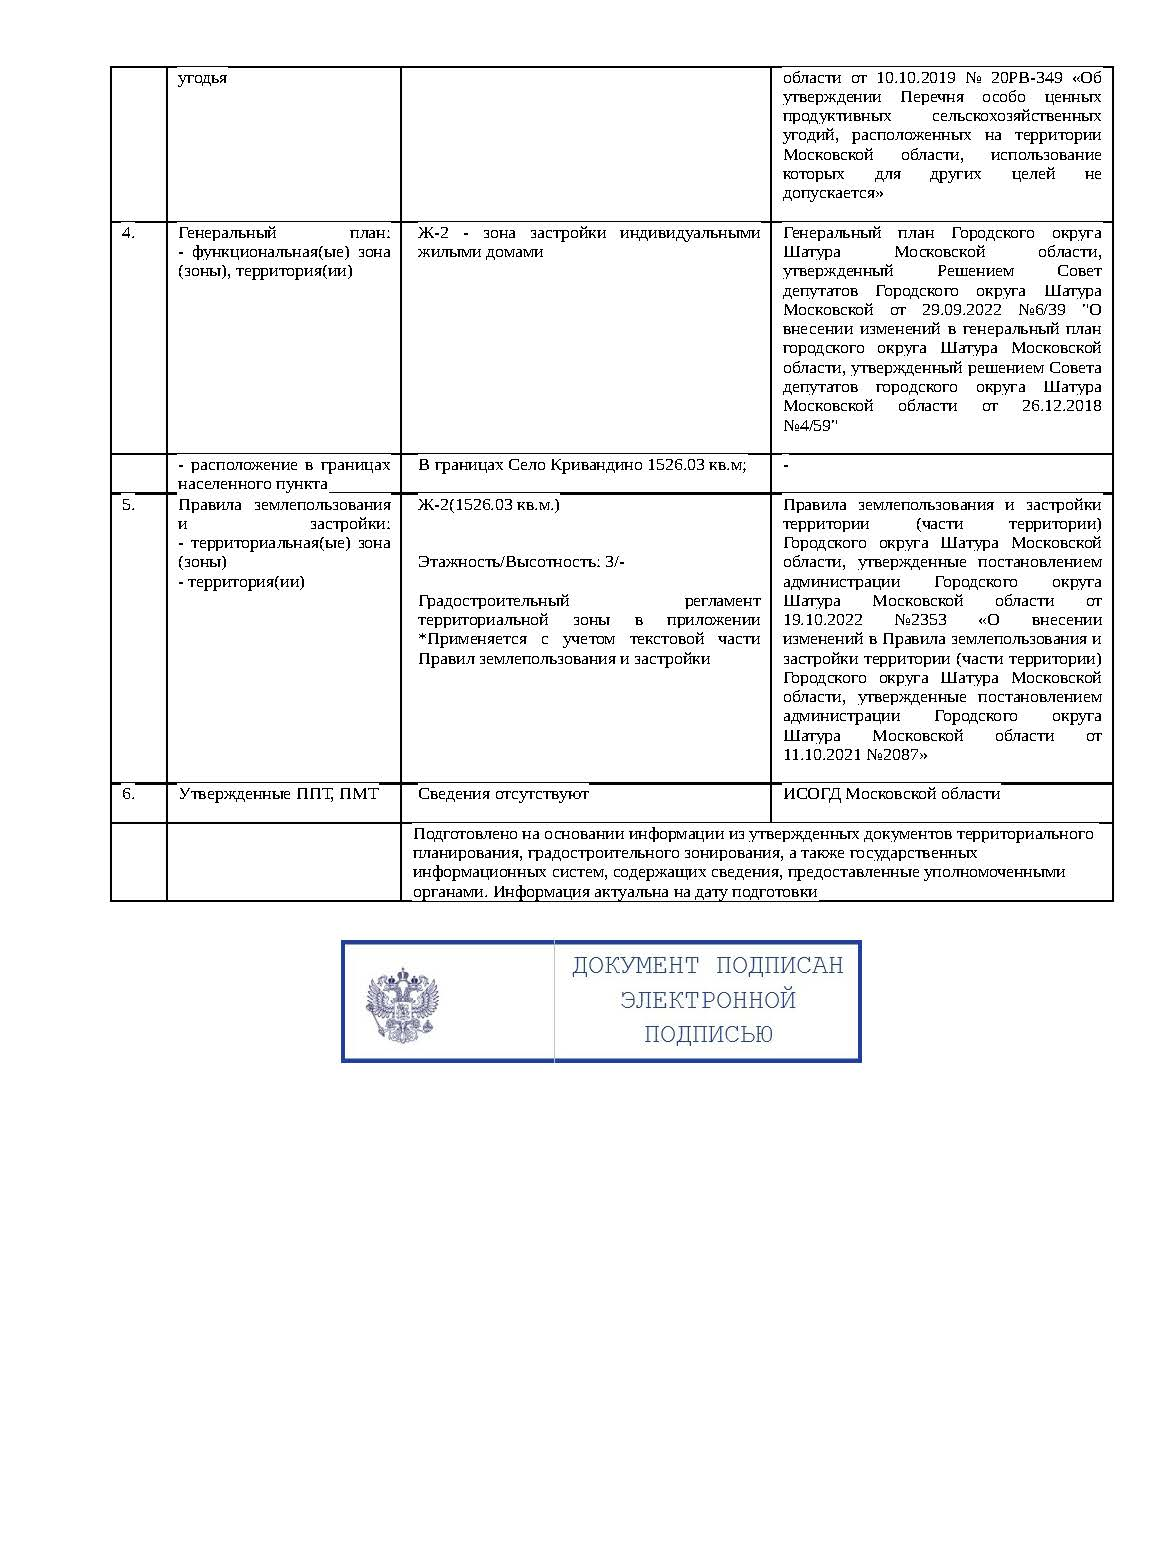 угодья
области от 10.10.2019 № 20РВ-349 «Об
утверждении Перечня особо ценных
продуктивных сельскохозяйственных
угодий, расположенных на территории
Московской области, использование
которых для других целей не
допускается»
4.
Генеральный план:
- функциональная(ые) зона
(зоны), территория(ии)
Ж-2 - зона застройки индивидуальными
жилыми домами
Генеральный план Городского округа
Шатура Московской области,
утвержденный Решением Совет
депутатов Городского округа Шатура
Московской от 29.09.2022 №6/39 "О
внесении изменений в генеральный план
городского округа Шатура Московской
области, утвержденный решением Совета
депутатов городского округа Шатура
Московской области от 26.12.2018
№4/59"
- расположение в границах
населенного пункта
В границах Село Кривандино 1526.03 кв.м;
-
5.
Правила землепользования
и застройки:
- территориальная(ые) зона
(зоны)
- территория(ии)
Ж-2(1526.03 кв.м.)
Этажность/Высотность: 3/-
Градостроительный регламент
территориальной зоны в приложении
*Применяется с учетом текстовой части
Правил землепользования и застройки
Правила землепользования и застройки
территории (части территории)
Городского округа Шатура Московской
области, утвержденные постановлением
администрации Городского округа
Шатура Московской области от
19.10.2022 №2353 «О внесении
изменений в Правила землепользования и
застройки территории (части территории)
Городского округа Шатура Московской
области, утвержденные постановлением
администрации Городского округа
Шатура Московской области от
11.10.2021 №2087»
6.
Утвержденные ППТ, ПМТ
Сведения отсутствуют
ИСОГД Московской области
Подготовлено на основании информации из утвержденных документов территориального
планирования, градостроительного зонирования, а также государственных
информационных систем, содержащих сведения, предоставленные уполномоченными
органами. Информация актуальна на дату подготовки
ДОКУМЕНТ ПОДПИСАН
ЭЛЕКТРОННОЙ
ПОДПИСЬЮ